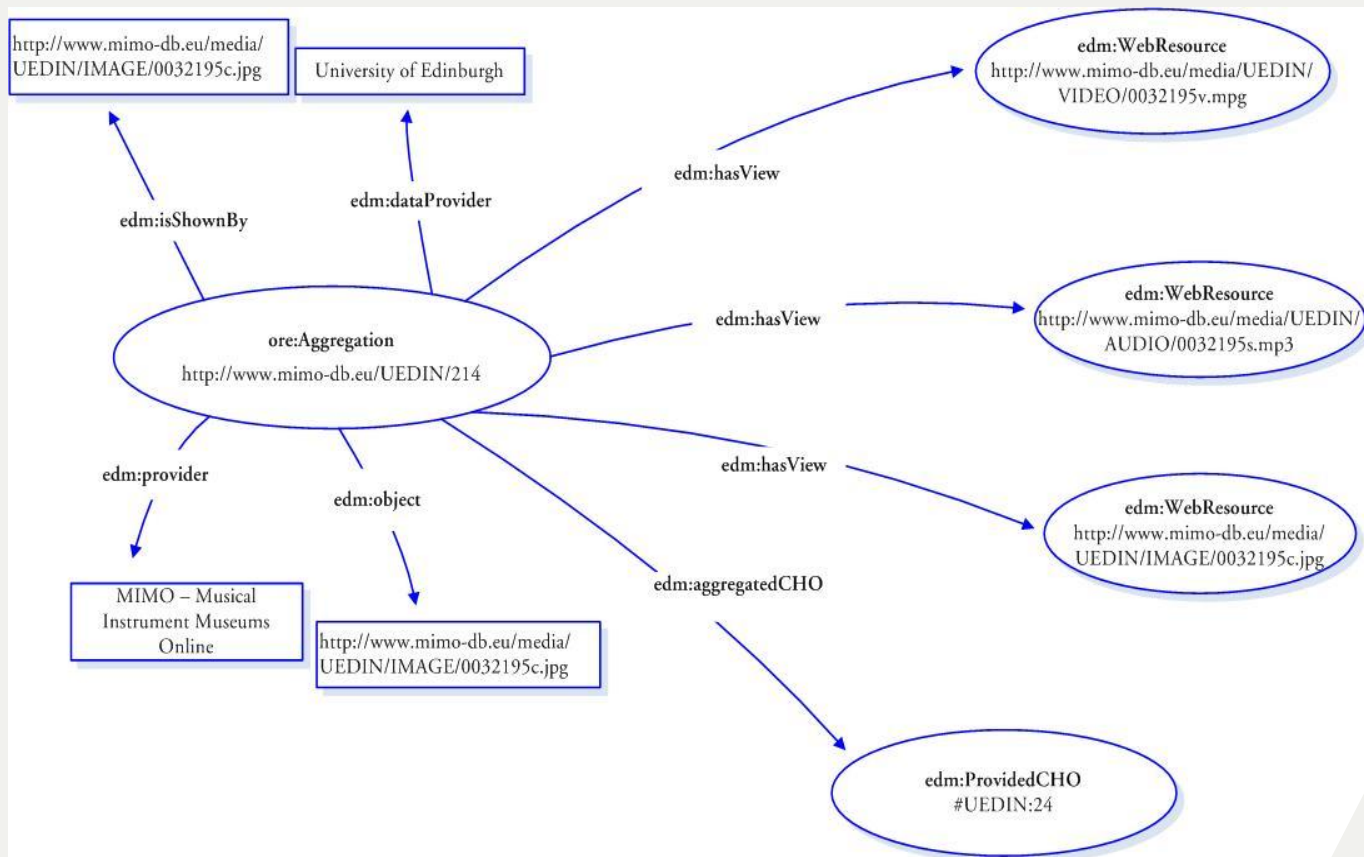 http://www.mimo-db.eu/media/
UEDIN/IMAGE/0032195c.jpg
University of Edinburgh
edm:WebResource
http://www.mimo-db.eu/media/UEDIN/
VIDEO/0032195v.mpg
edm:hasView
edm:dataProvider
edm:isShownBy
edm:WebResource
http://www.mimo-db.eu/media/UEDIN/
AUDIO/0032195s.mp3
edm:hasView
ore:Aggregation
http://www.mimo-db.eu/UEDIN/214
edm:hasView
edm:provider
edm:object
edm:WebResource
http://www.mimo-db.eu/media/
UEDIN/IMAGE/0032195c.jpg
edm:aggregatedCHO
MIMO – Musical
Instrument Museums
Online
http://www.mimo-db.eu/media/
UEDIN/IMAGE/0032195c.jpg
edm:ProvidedCHO
#UEDIN:24